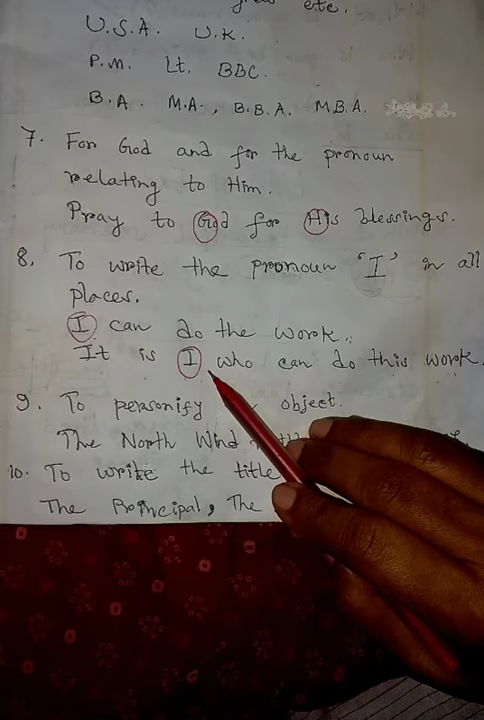 etc.
U.S.A. U.K.
P.M. Lt. BBC.
B.A. M.A., B.B.A. M.B.A.
7. For God and for the pronoun
relating to Him.
Pray to God for His blessings.
8. To write the pronoun 'I' in all
places.
I can do the work.
It is I who can do this work.
9. To personify object.
The North Wind
10. To write the title
The Principal, The